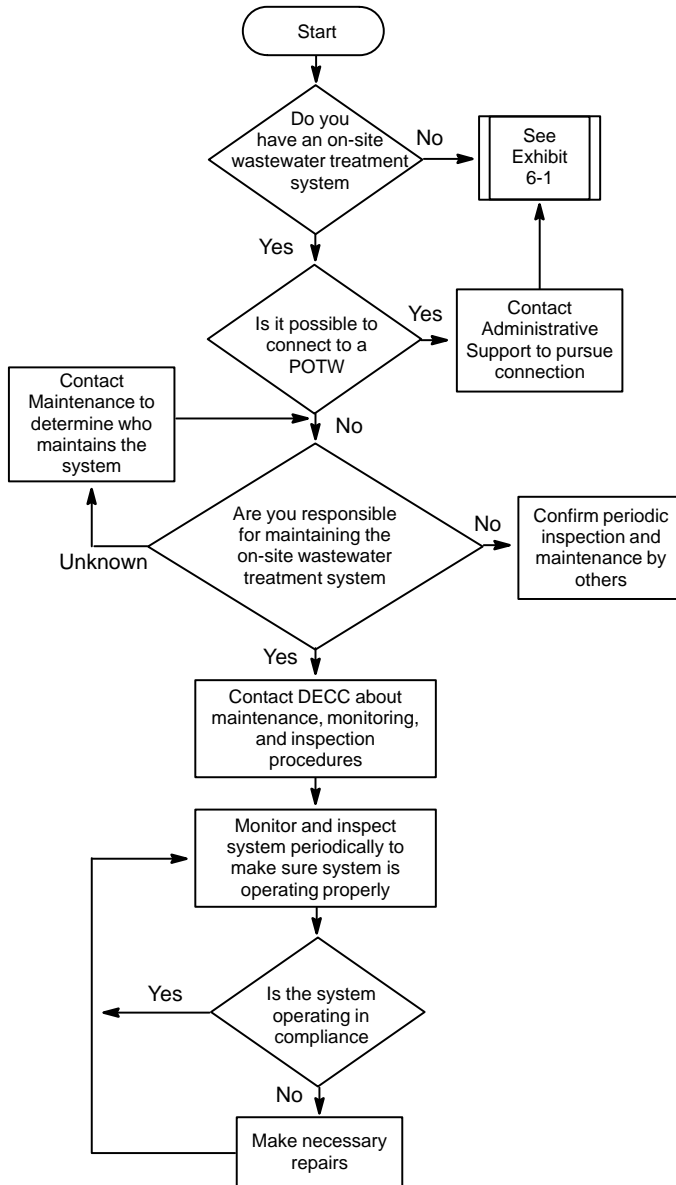 Start
Do you
have an on-site
wastewater treatment
system
No
See
Exhibit
6-1
Yes
Is it possible to
connect to a
POTW
Yes
Contact
Administrative
Support to pursue
connection
Contact
Maintenance to
determine who
maintains the
system
No
Are you responsible
for maintaining the
on-site wastewater
treatment system
Unknown
No
Confirm periodic
inspection and
maintenance by
others
Yes
Contact DECC about
maintenance, monitoring,
and inspection
procedures
Monitor and inspect
system periodically to
make sure system is
operating properly
Yes
Is the system
operating in
compliance
No
Make necessary
repairs